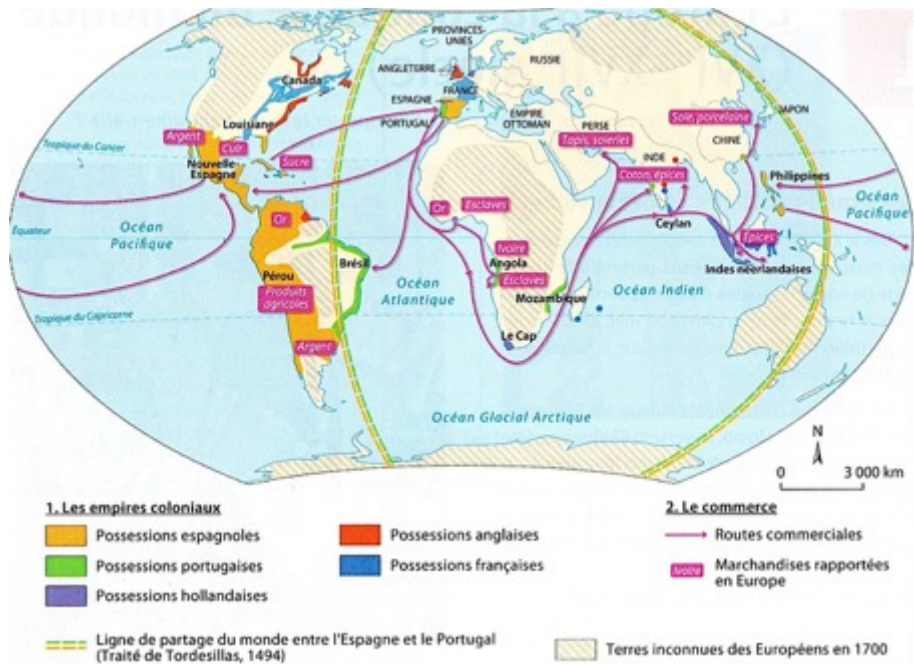 PROVINCES-
UNIES
ANGLETERRE
RUSSIE
FRANCE
ESPAGNE
PORTUGAL
EMPIRE
OTTOMAN
PERSE
Tapis, soieries
Soie, porcelaine
JAPON
CHINE
INDE
Coton, épices
Canada
Louisiane
Argent
Cuir
Nouvelle
Espagne
Sucre
Tropique du Cancer
Philippines
Océan
Pacifique
Océan
Pacifique
Équateur
Or
Or
Esclaves
Ceylan
Épices
Indes néerlandaises
Ivoire
Angola
Esclaves
Brésil
Pérou
Produits
agricoles
Océan
Atlantique
Mozambique
Océan Indien
Tropique du Capricorne
Argent
Le Cap
Océan Glacial Arctique
N
0 3 000 km
1. Les empires coloniaux
Possessions espagnoles
Possessions portugaises
Possessions hollandaises
Possessions anglaises
Possessions françaises
2. Le commerce
Routes commerciales
Ivoire
Marchandises rapportées
en Europe
Ligne de partage du monde entre l'Espagne et le Portugal
(Traité de Tordesillas, 1494)
Terres inconnues des Européens en 1700